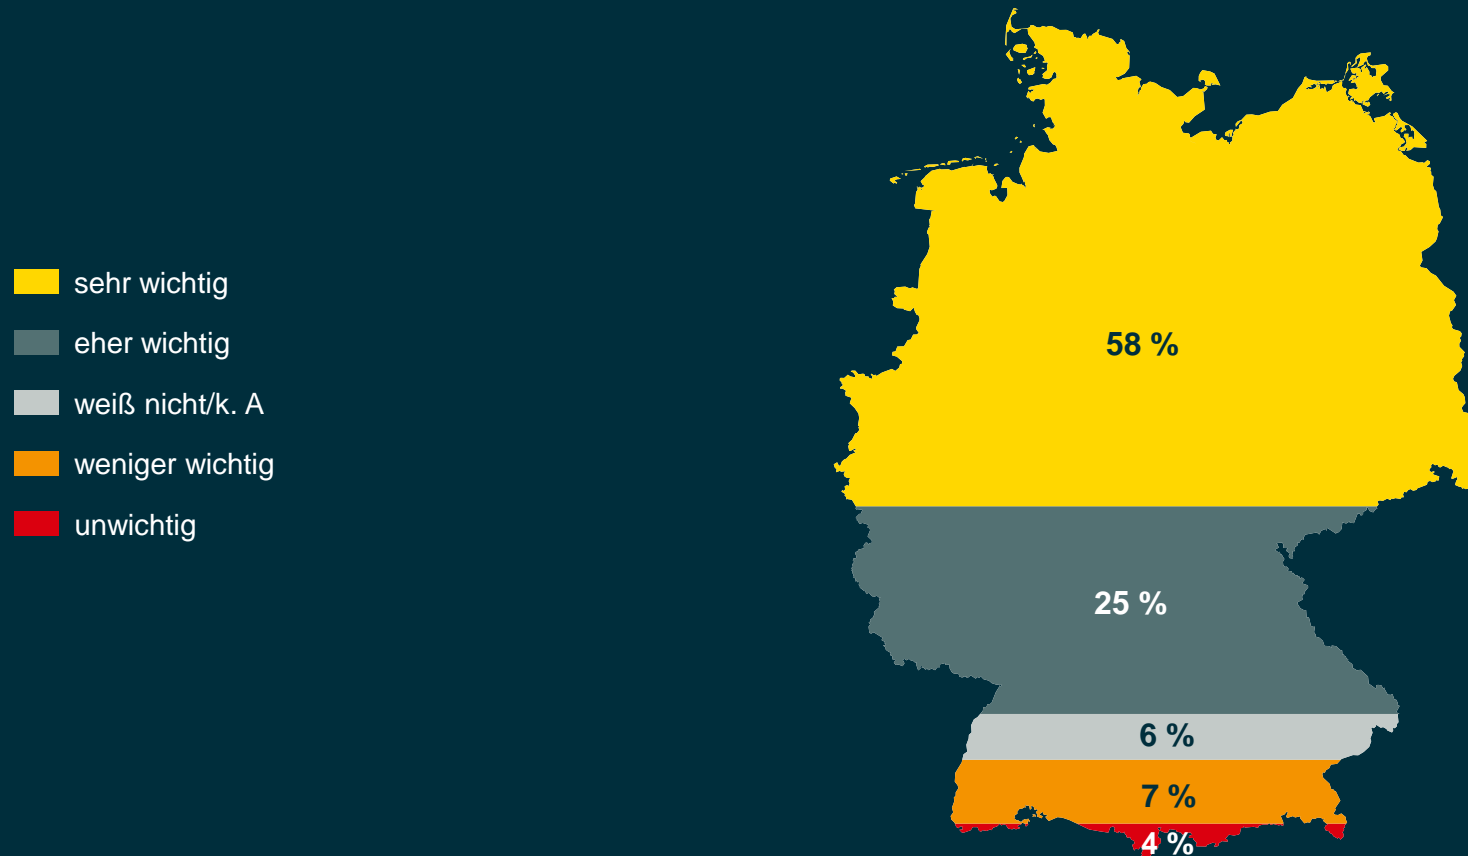 sehr wichtig
eher wichtig
weiß nicht/k. A
weniger wichtig
unwichtig
58 %
25 %
6 %
7 %
4 %